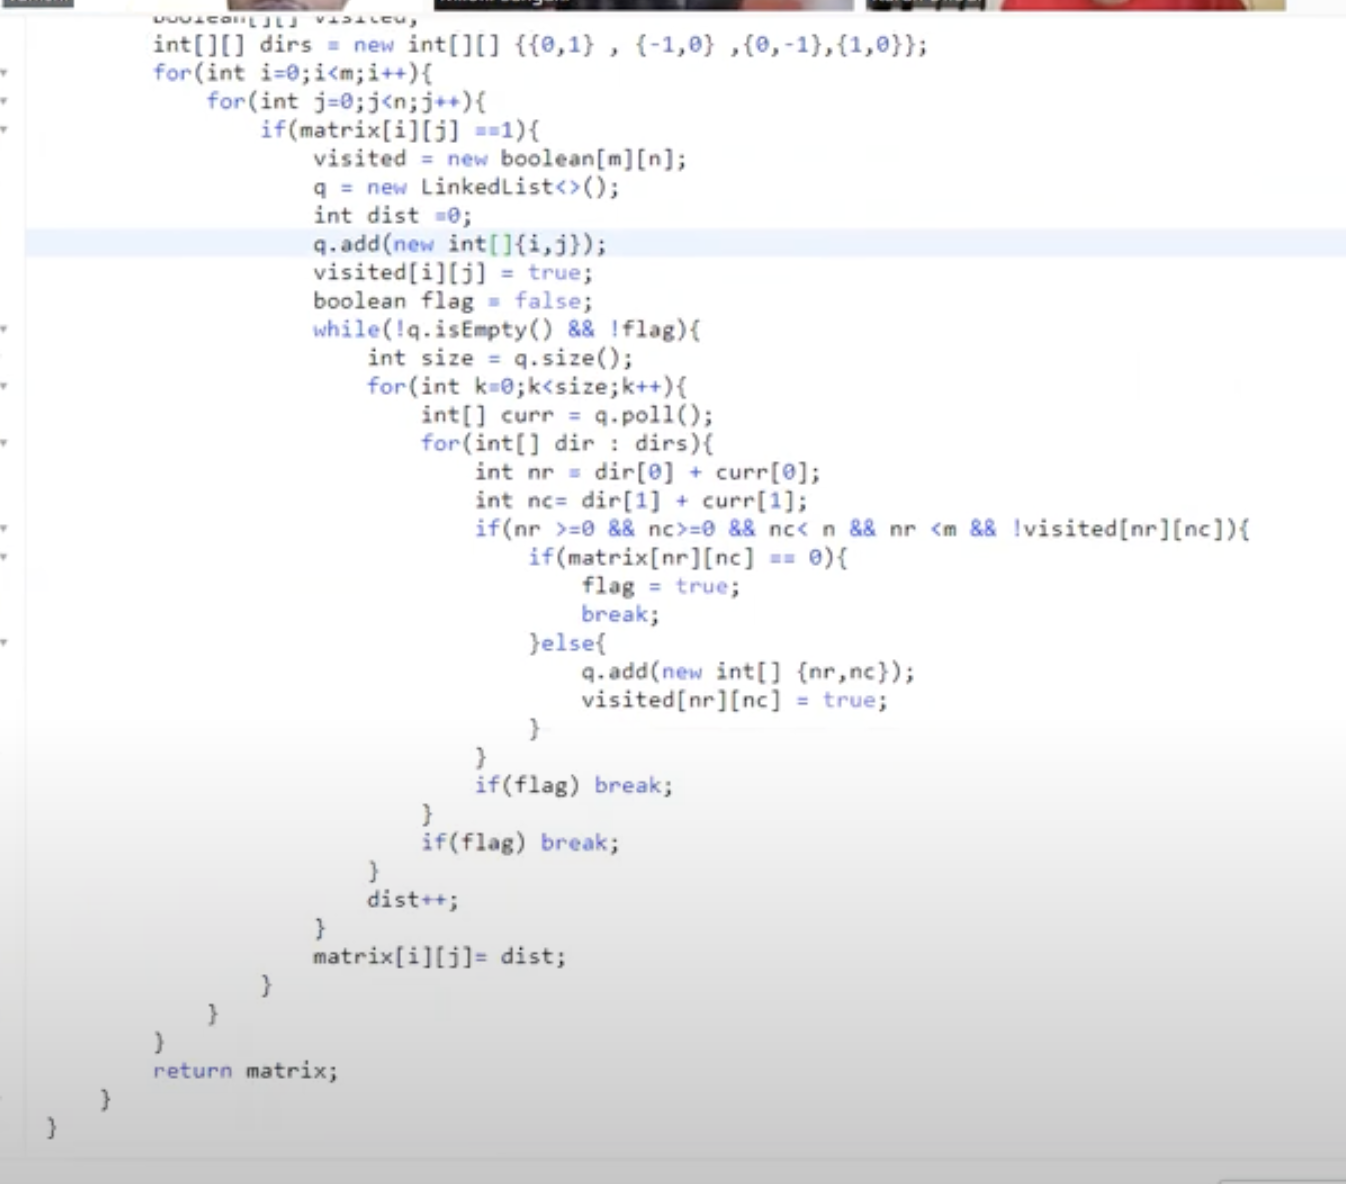 boolean[][] visited;
int[][] dirs = new int[][] {{0,1} , {-1,0} ,{0,-1},{1,0}};
for(int i=0;i<m;i++){
for(int j=0;j<n;j++){
if(matrix[i][j] ==1){
visited = new boolean[m][n];
q = new LinkedList<>();
int dist =0;
q.add(new int[]{i,j});
visited[i][j] = true;
boolean flag = false;
while(!q.isEmpty() && !flag){
int size = q.size();
for(int k=0;k<size;k++){
int[] curr = q.poll();
for(int[] dir : dirs){
int nr = dir[0] + curr[0];
int nc= dir[1] + curr[1];
if(nr >=0 && nc>=0 && nc< n && nr <m && !visited[nr][nc]){
if(matrix[nr][nc] == 0){
flag = true;
break;
}else{
q.add(new int[] {nr,nc});
visited[nr][nc] = true;
}
}
if(flag) break;
}
if(flag) break;
}
dist++;
}
matrix[i][j]= dist;
}
}
}
return matrix;
}
}